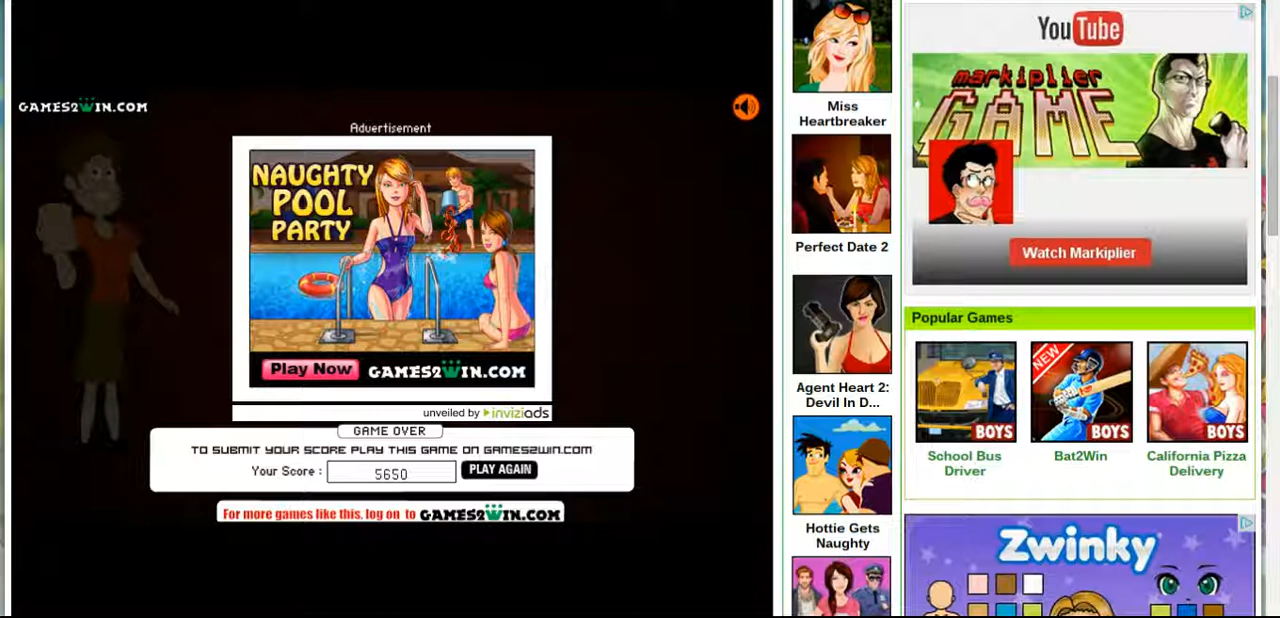 GAMES2WIN.COM
Advertisement
NAUGHTY
POOL
PARTY
Play Now
GAMES2WIN.COM
unveiled by inviziads
GAME OVER
TO SUBMIT YOUR SCORE PLAY THIS GAME ON GAMES2WIN.COM
Your Score :
5650
PLAY AGAIN
For more games like this, log on to GAMES2WIN.COM
Miss
Heartbreaker
Perfect Date 2
Agent Heart 2:
Devil In D...
Hottie Gets
Naughty
YouTube
markiplier
GAME
Watch Markiplier
Popular Games
BOYS
School Bus
Driver
NEW
BOYS
Bat2Win
BOYS
California Pizza
Delivery
Zwinky